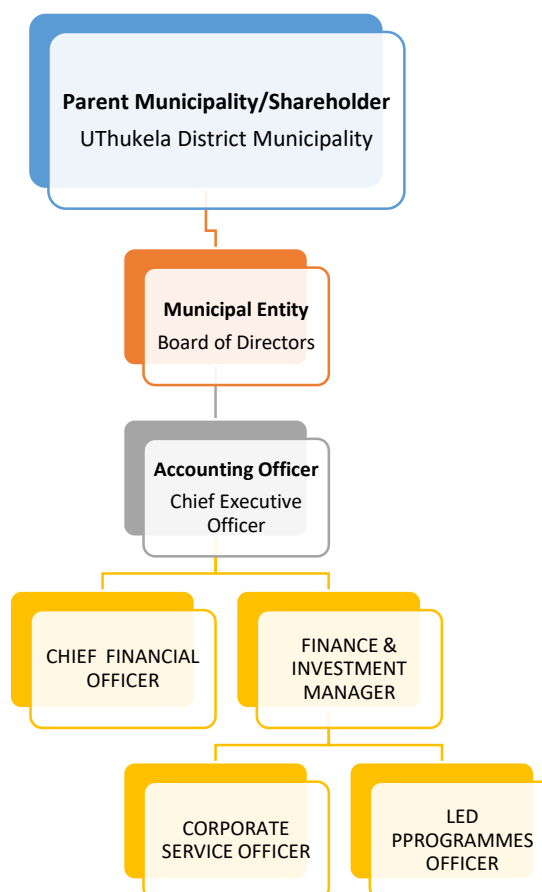 Parent Municipality/Shareholder
UThukela District Municipality
Municipal Entity
Board of Directors
Accounting Officer
Chief Executive
Officer
CHIEF FINANCIAL
OFFICER
FINANCE &
INVESTMENT
MANAGER
CORPORATE
SERVICE OFFICER
LED
PPROGRAMMES
OFFICER